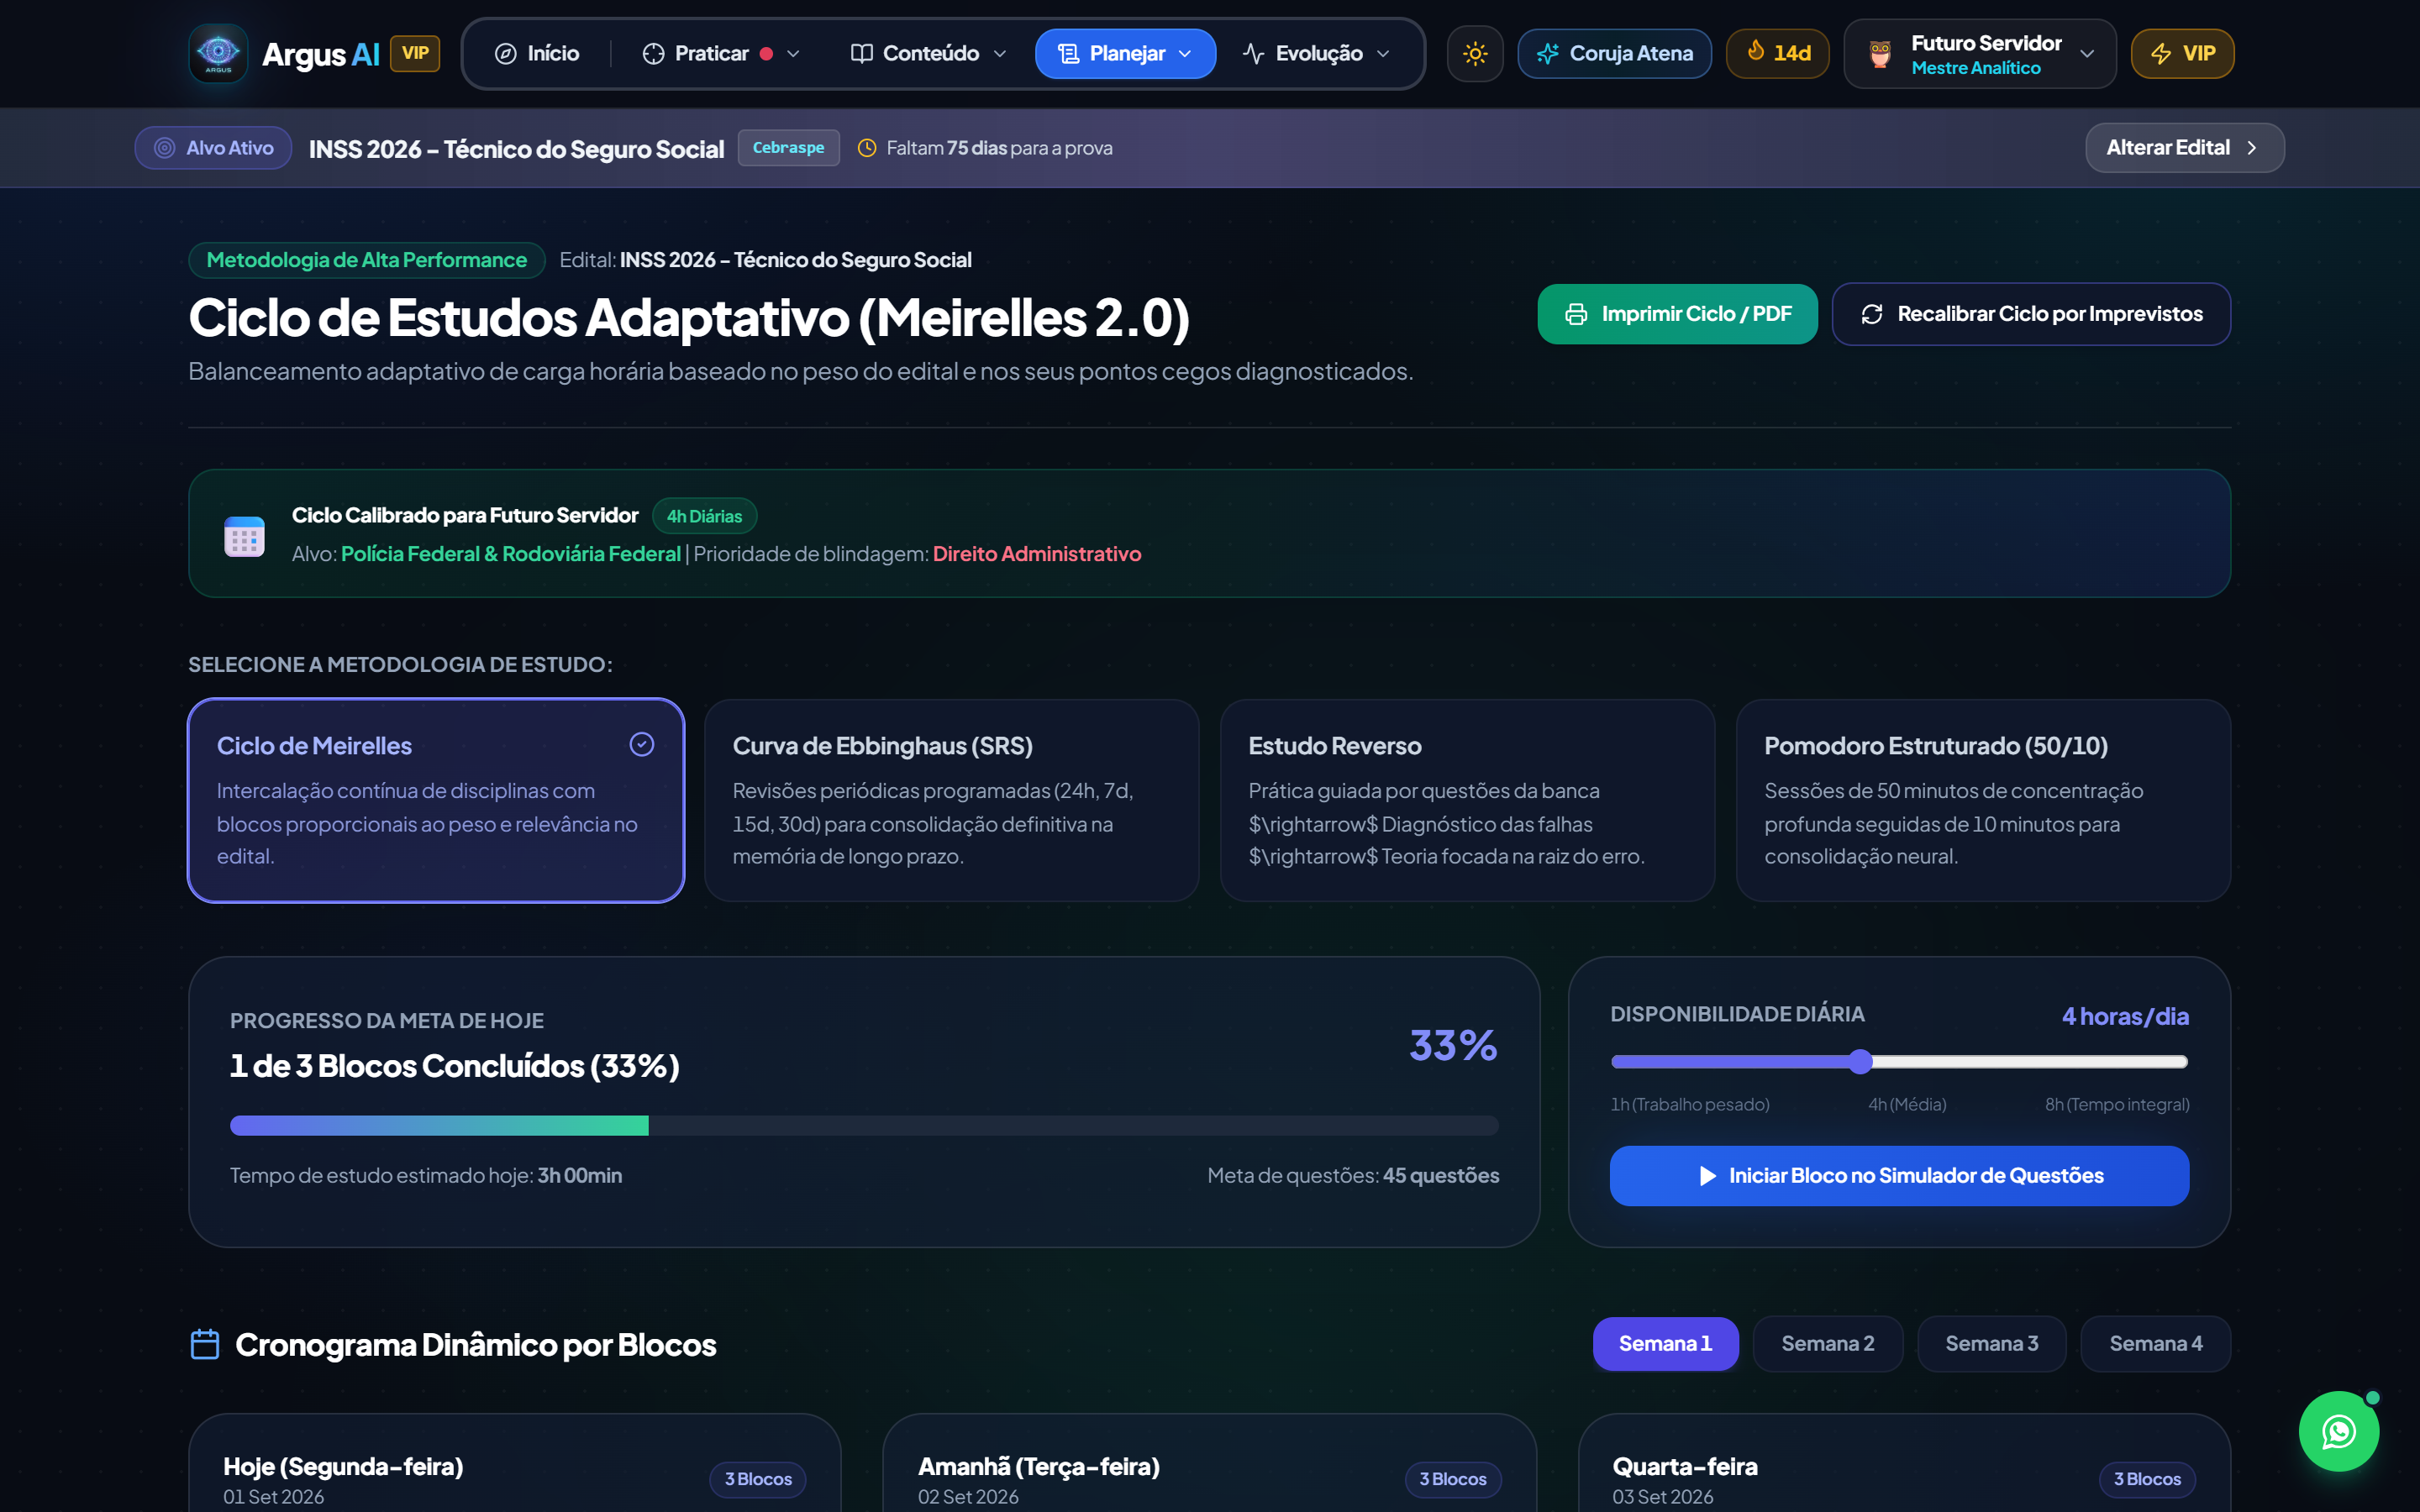 ARGUS
Argus AI VIP
Início
Praticar
Conteúdo
Planejar
Evolução
Coruja Atena
14d
Futuro Servidor
Mestre Analítico
VIP
Alvo Ativo
INSS 2026 – Técnico do Seguro Social
Cebraspe
Faltam 75 dias para a prova
Alterar Edital
Metodologia de Alta Performance
Edital: INSS 2026 – Técnico do Seguro Social
Ciclo de Estudos Adaptativo (Meirelles 2.0)
Balanceamento adaptativo de carga horária baseado no peso do edital e nos seus pontos cegos diagnosticados.
Imprimir Ciclo / PDF
Recalibrar Ciclo por Imprevistos
Ciclo Calibrado para Futuro Servidor
4h Diárias
Alvo: Polícia Federal & Rodoviária Federal | Prioridade de blindagem: Direito Administrativo
SELECIONE A METODOLOGIA DE ESTUDO:
Ciclo de Meirelles
Intercalação contínua de disciplinas com
blocos proporcionais ao peso e relevância no
edital.
Curva de Ebbinghaus (SRS)
Revisões periódicas programadas (24h, 7d,
15d, 30d) para consolidação definitiva na
memória de longo prazo.
Estudo Reverso
Prática guiada por questões da banca
$\rightarrow$ Diagnóstico das falhas
$\rightarrow$ Teoria focada na raiz do erro.
Pomodoro Estruturado (50/10)
Sessões de 50 minutos de concentração
profunda seguidas de 10 minutos para
consolidação neural.
PROGRESSO DA META DE HOJE
1 de 3 Blocos Concluídos (33%)
33%
Tempo de estudo estimado hoje: 3h 00min
Meta de questões: 45 questões
DISPONIBILIDADE DIÁRIA
4 horas/dia
1h (Trabalho pesado)
4h (Média)
8h (Tempo integral)
Iniciar Bloco no Simulador de Questões
Cronograma Dinâmico por Blocos
Semana 1
Semana 2
Semana 3
Semana 4
Hoje (Segunda-feira)
01 Set 2026
3 Blocos
Amanhã (Terça-feira)
02 Set 2026
3 Blocos
Quarta-feira
03 Set 2026
3 Blocos